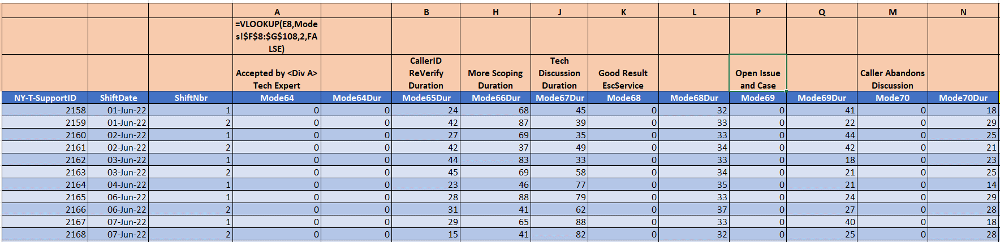 A B H J K L P Q M N
=VLOOKUP(E8,Mode
s!$F$8:$G$108,2,FA
LSE)
Accepted by <Div A>
Tech Expert
CallerID
ReVerify
Duration
More Scoping
Duration
Tech
Discussion
Duration
Good Result
EscService
Open Issue
and Case
Caller Abandons
Discussion
NY-T-SupportID ShiftDate ShiftNbr Mode64 Mode64Dur Mode65Dur Mode66Dur Mode67Dur Mode68 Mode68Dur Mode69 Mode69Dur Mode70 Mode70Dur
2158 01-Jun-22 1 0 0 24 68 45 0 32 0 41 0 18
2159 01-Jun-22 2 0 0 42 87 39 0 33 0 22 0 29
2160 02-Jun-22 1 0 0 27 69 35 0 33 0 44 0 25
2161 02-Jun-22 2 0 0 42 37 49 0 34 0 42 0 21
2162 03-Jun-22 1 0 0 44 83 33 0 33 0 18 0 23
2163 03-Jun-22 2 0 0 45 69 58 0 34 0 21 0 25
2164 04-Jun-22 1 0 0 23 46 77 0 35 0 21 0 14
2165 06-Jun-22 1 0 0 28 88 79 0 33 0 24 0 29
2166 06-Jun-22 2 0 0 31 41 62 0 37 0 27 0 28
2167 07-Jun-22 1 0 0 29 65 88 0 33 0 40 0 18
2168 07-Jun-22 2 0 0 15 41 82 0 32 0 25 0 28